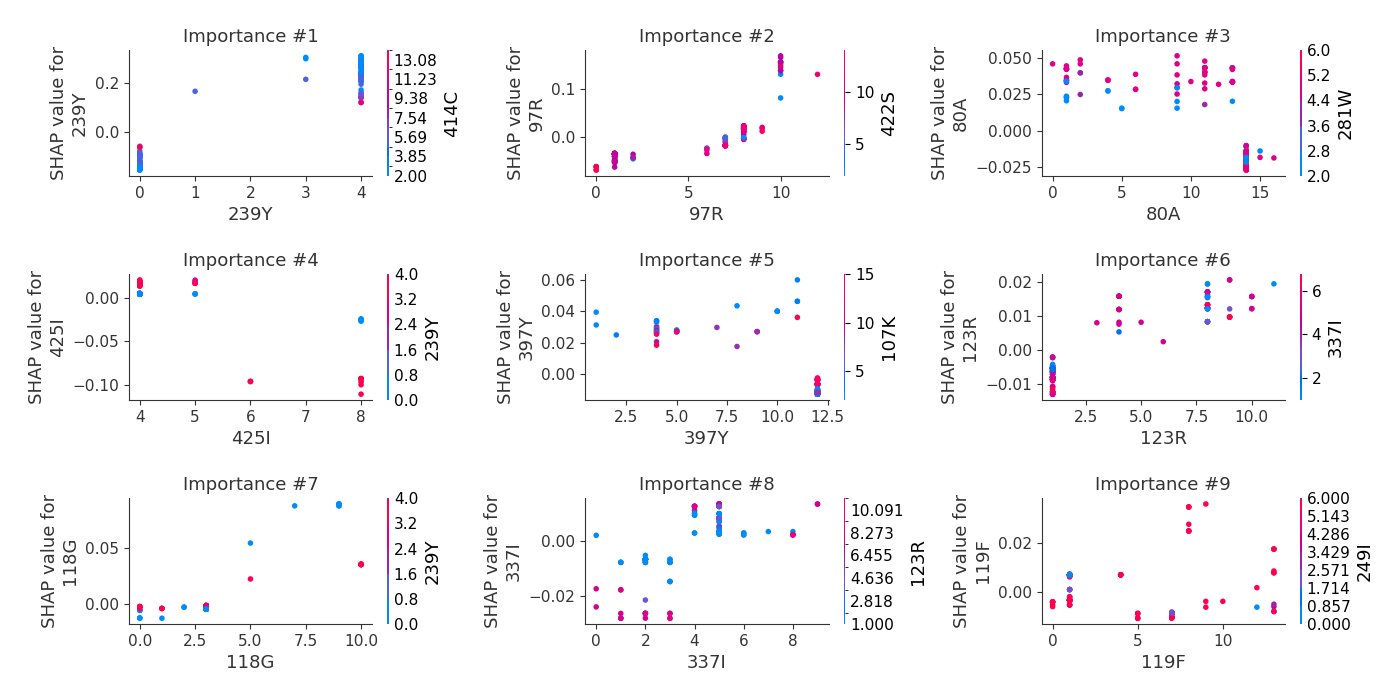 Importance #1
SHAP value for
239Y
0.2
0.0
0 1 2 3 4
239Y
13.08
11.23
9.38
7.54
5.69
3.85
2.00
414C
Importance #2
SHAP value for
97R
0.1
0.0
0 5 10
97R
10
5
422S
Importance #3
SHAP value for
80A
0.050
0.025
0.000
−0.025
0 5 10 15
80A
6.0
5.2
4.4
3.6
2.8
2.0
281W
Importance #4
SHAP value for
425I
0.00
−0.05
−0.10
4 5 6 7 8
425I
4.0
3.2
2.4
1.6
0.8
0.0
239Y
Importance #5
SHAP value for
397Y
0.06
0.04
0.02
0.00
2.5 5.0 7.5 10.0 12.5
397Y
15
10
5
107K
Importance #6
SHAP value for
123R
0.02
0.01
0.00
−0.01
2.5 5.0 7.5 10.0
123R
6
4
2
337I
Importance #7
SHAP value for
118G
0.05
0.00
0.0 2.5 5.0 7.5 10.0
118G
4.0
3.2
2.4
1.6
0.8
0.0
239Y
Importance #8
SHAP value for
337I
0.00
−0.02
0 2 4 6 8
337I
10.091
8.273
6.455
4.636
2.818
1.000
123R
Importance #9
SHAP value for
119F
0.02
0.00
0 5 10
119F
6.000
5.143
4.286
3.429
2.571
1.714
0.857
0.000
249I